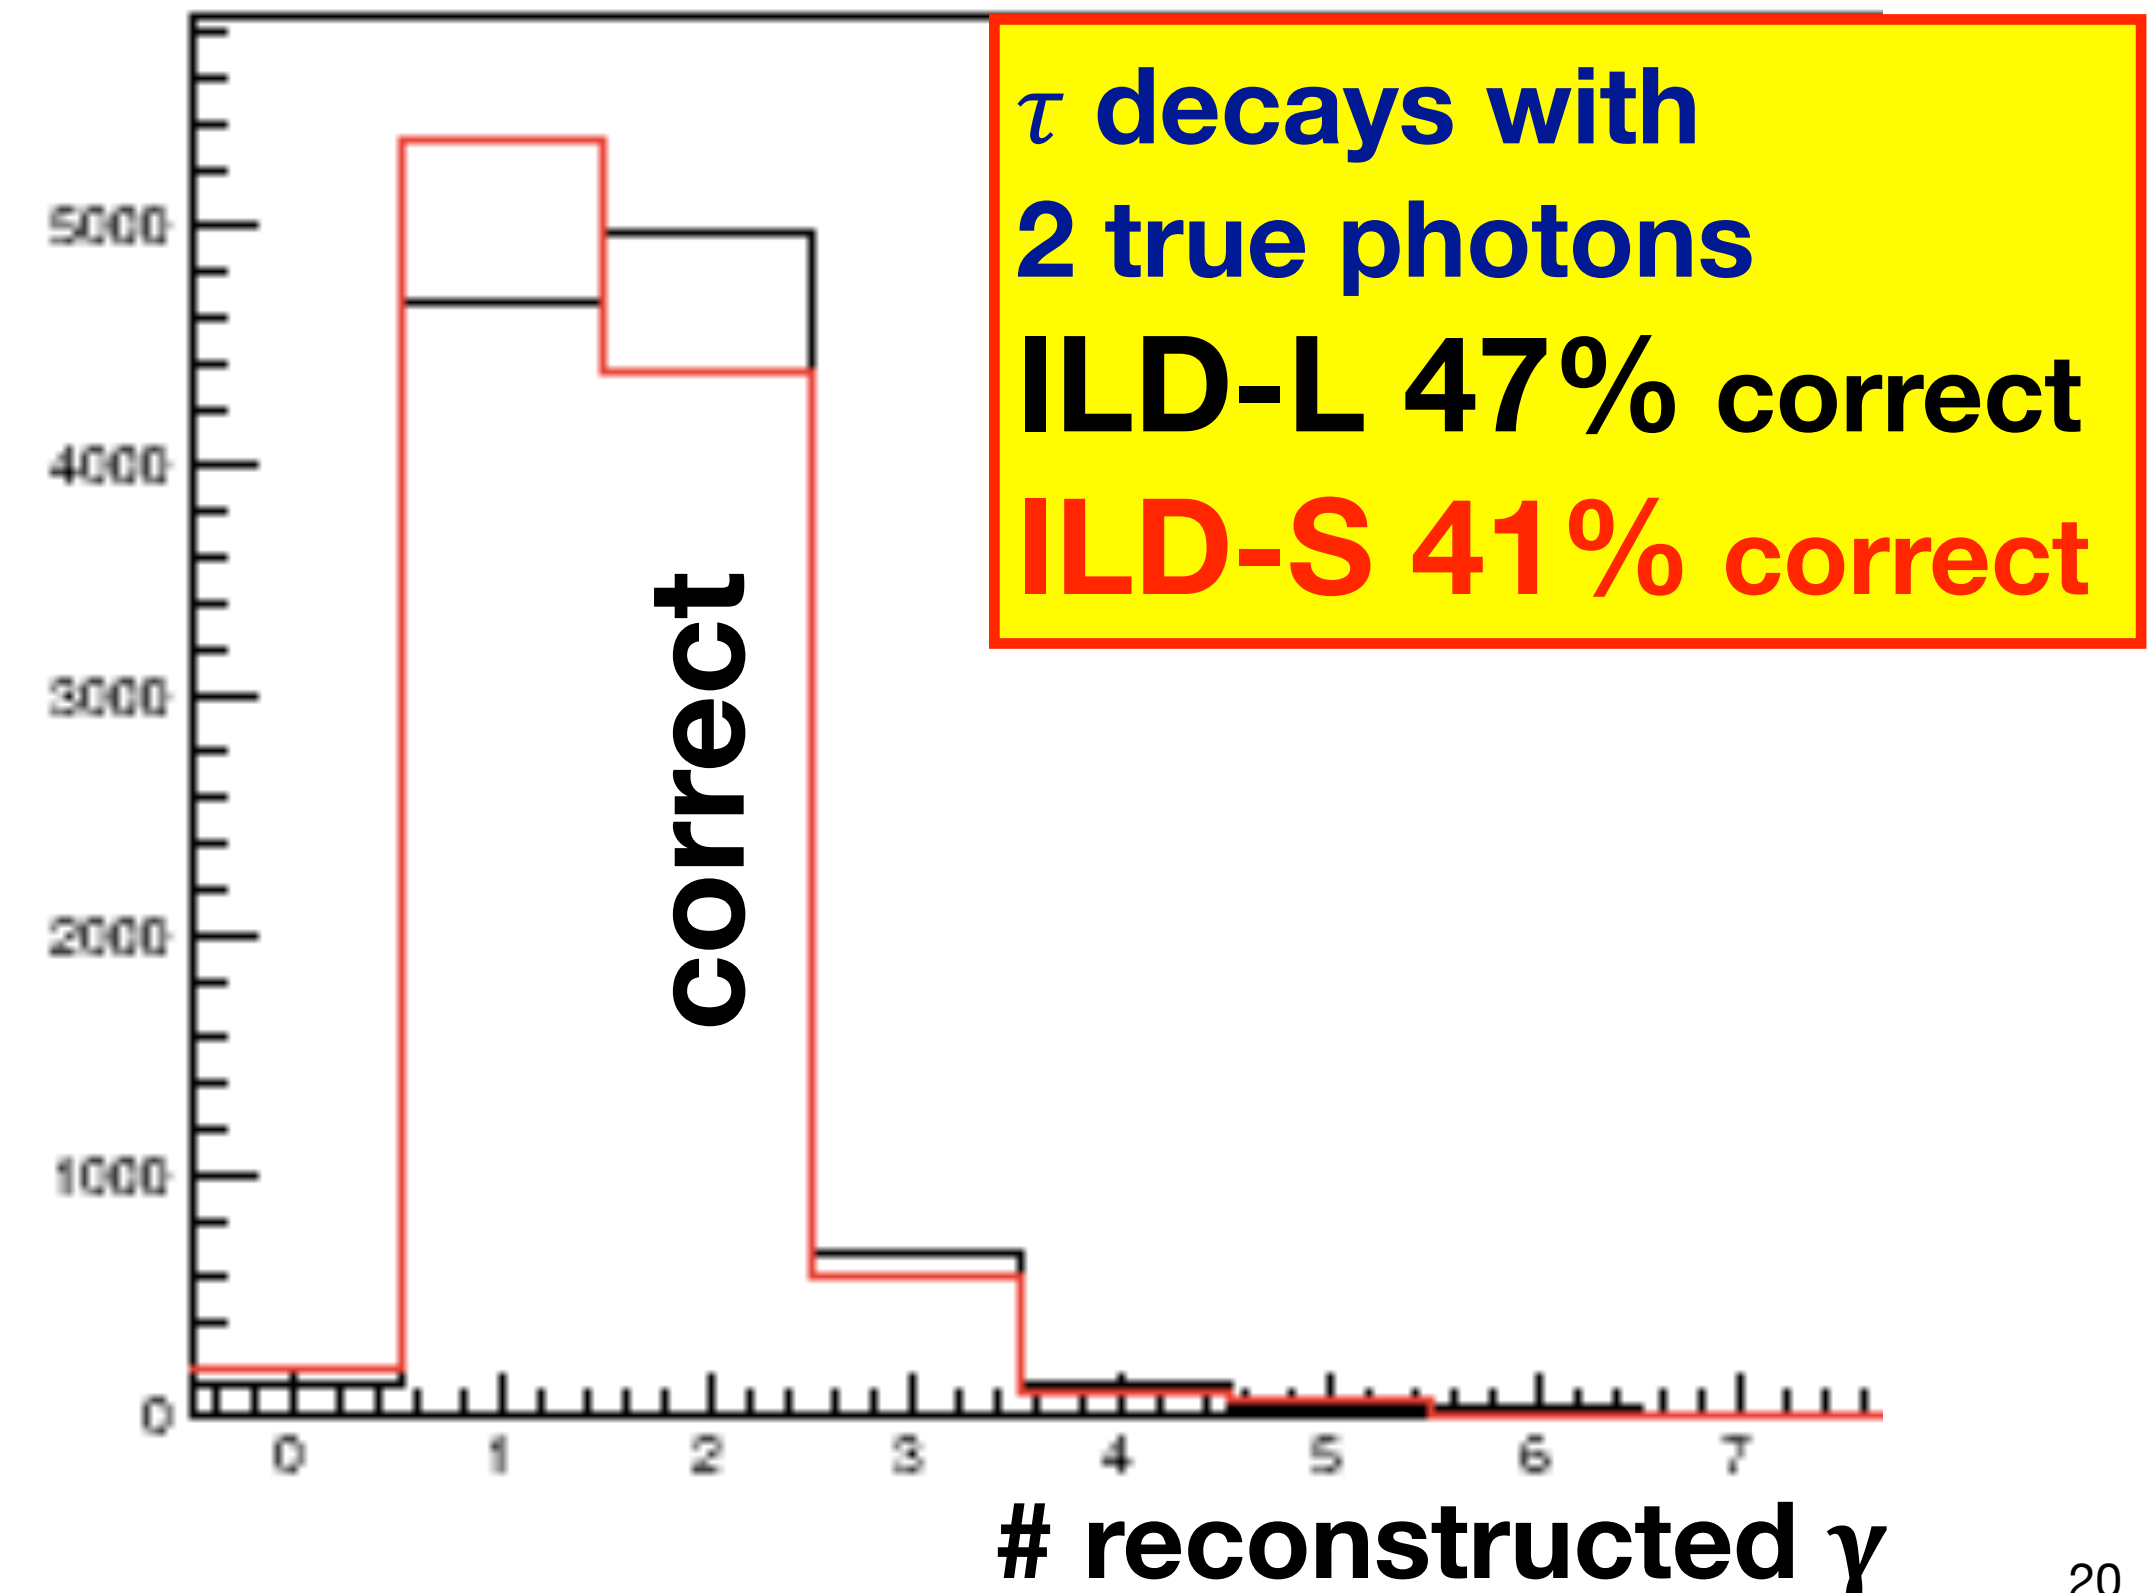 τ decays with
2 true photons
ILD-L 47% correct
ILD-S 41% correct
correct
5000
4000
3000
2000
1000
0
0 1 2 3 4 5 6 7
# reconstructed γ
20